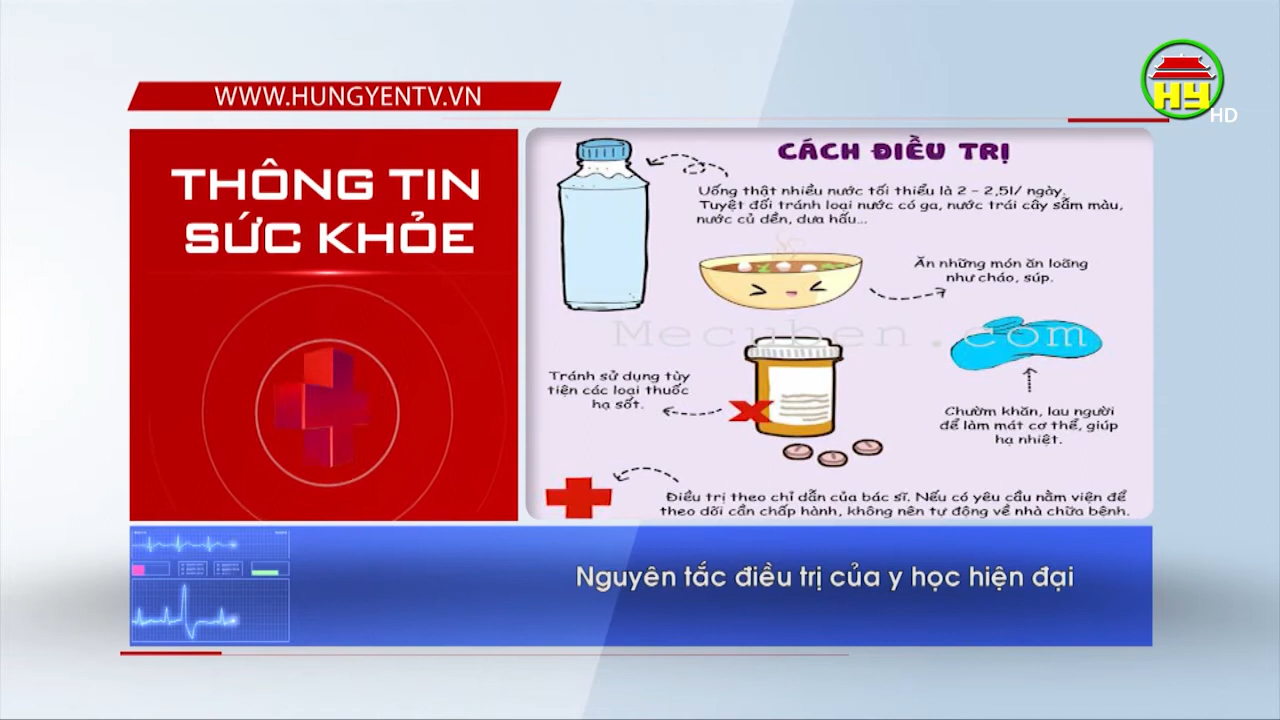 WWW.HUNGYENTV.VN
HY
HD
THÔNG TIN
SỨC KHỎE
CÁCH ĐIỀU TRỊ
Uống thật nhiều nước tối thiểu là 2 – 2,5l/ ngày.
Tuyệt đối tránh loại nước có ga, nước trái cây sẫm màu,
nước củ dền, dưa hấu...
Ăn những món ăn loãng
như cháo, súp.
Mecuben.com
Tránh sử dụng tùy
tiện các loại thuốc
hạ sốt.
Chườm khăn, lau người
để làm mát cơ thể, giúp
hạ nhiệt.
Điều trị theo chỉ dẫn của bác sĩ. Nếu có yêu cầu nằm viện để
theo dõi cần chấp hành, không nên tự động về nhà chữa bệnh.
Nguyên tắc điều trị của y học hiện đại